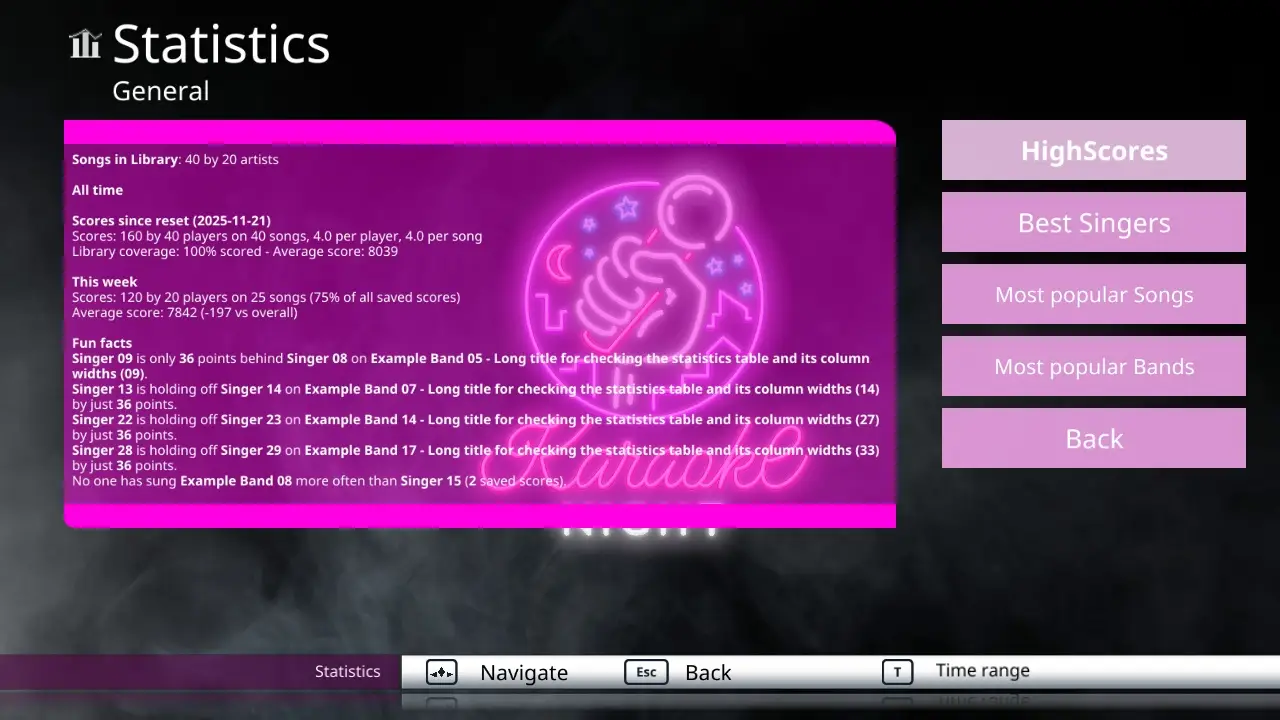 Statistics
General
Songs in Library: 40 by 20 artists
All time
Scores since reset (2025-11-21)
Scores: 160 by 40 players on 40 songs, 4.0 per player, 4.0 per song
Library coverage: 100% scored - Average score: 8039
This week
Scores: 120 by 20 players on 25 songs (75% of all saved scores)
Average score: 7842 (-197 vs overall)
Fun facts
Singer 09 is only 36 points behind Singer 08 on Example Band 05 - Long title for checking the statistics table and its column
widths (09).
Singer 13 is holding off Singer 14 on Example Band 07 - Long title for checking the statistics table and its column widths (14)
by just 36 points.
Singer 22 is holding off Singer 23 on Example Band 14 - Long title for checking the statistics table and its column widths (27)
by just 36 points.
Singer 28 is holding off Singer 29 on Example Band 17 - Long title for checking the statistics table and its column widths (33)
by just 36 points.
No one has sung Example Band 08 more often than Singer 15 (2 saved scores).
Karaoke
NIGHT
HighScores
Best Singers
Most popular Songs
Most popular Bands
Back
Statistics
Navigate
Esc Back
T Time range